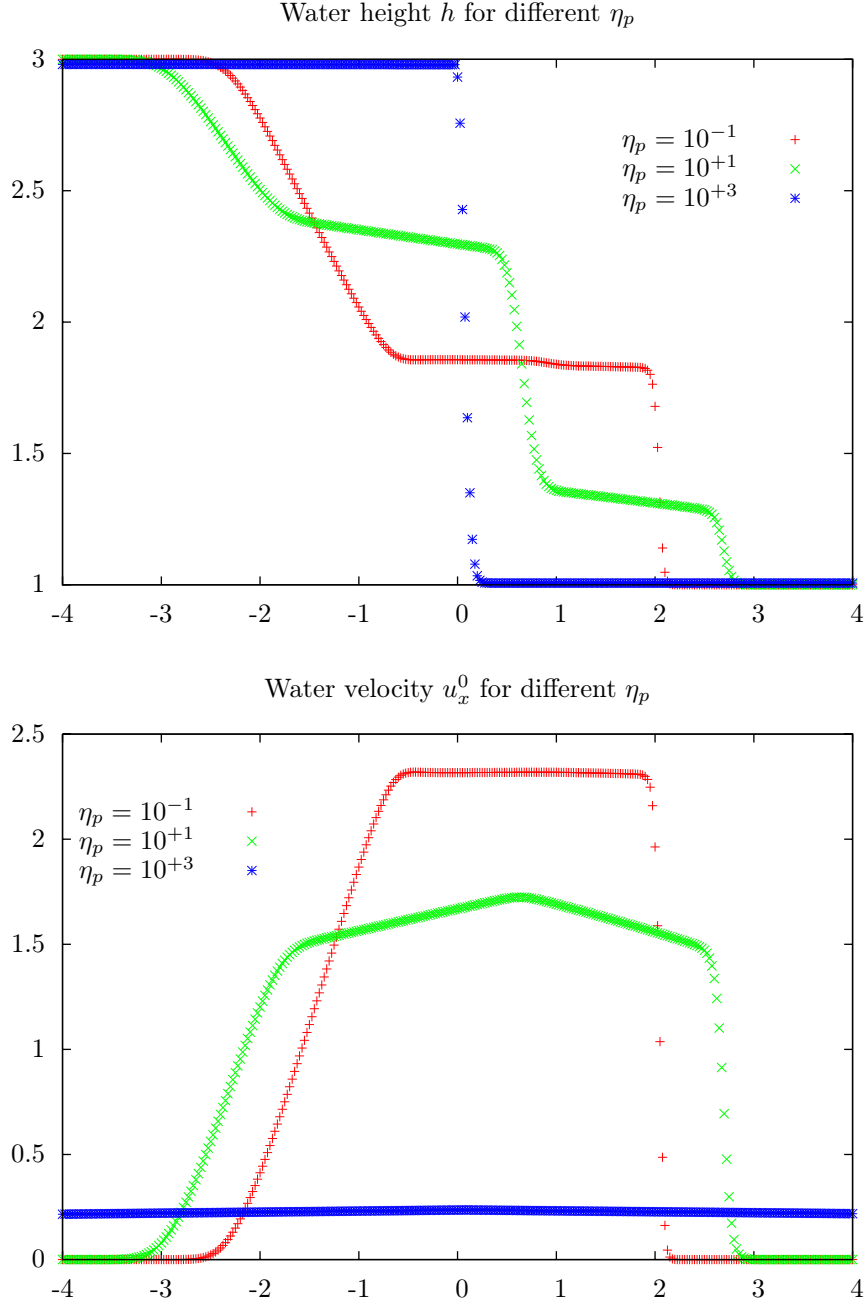 Water height h for different η_p
3
2.5
2
1.5
1
η_p = 10^{-1}
η_p = 10^{+1}
η_p = 10^{+3}
-4 -3 -2 -1 0 1 2 3 4
Water velocity u_x^0 for different η_p
2.5
2
1.5
1
0.5
0
η_p = 10^{-1}
η_p = 10^{+1}
η_p = 10^{+3}
-4 -3 -2 -1 0 1 2 3 4